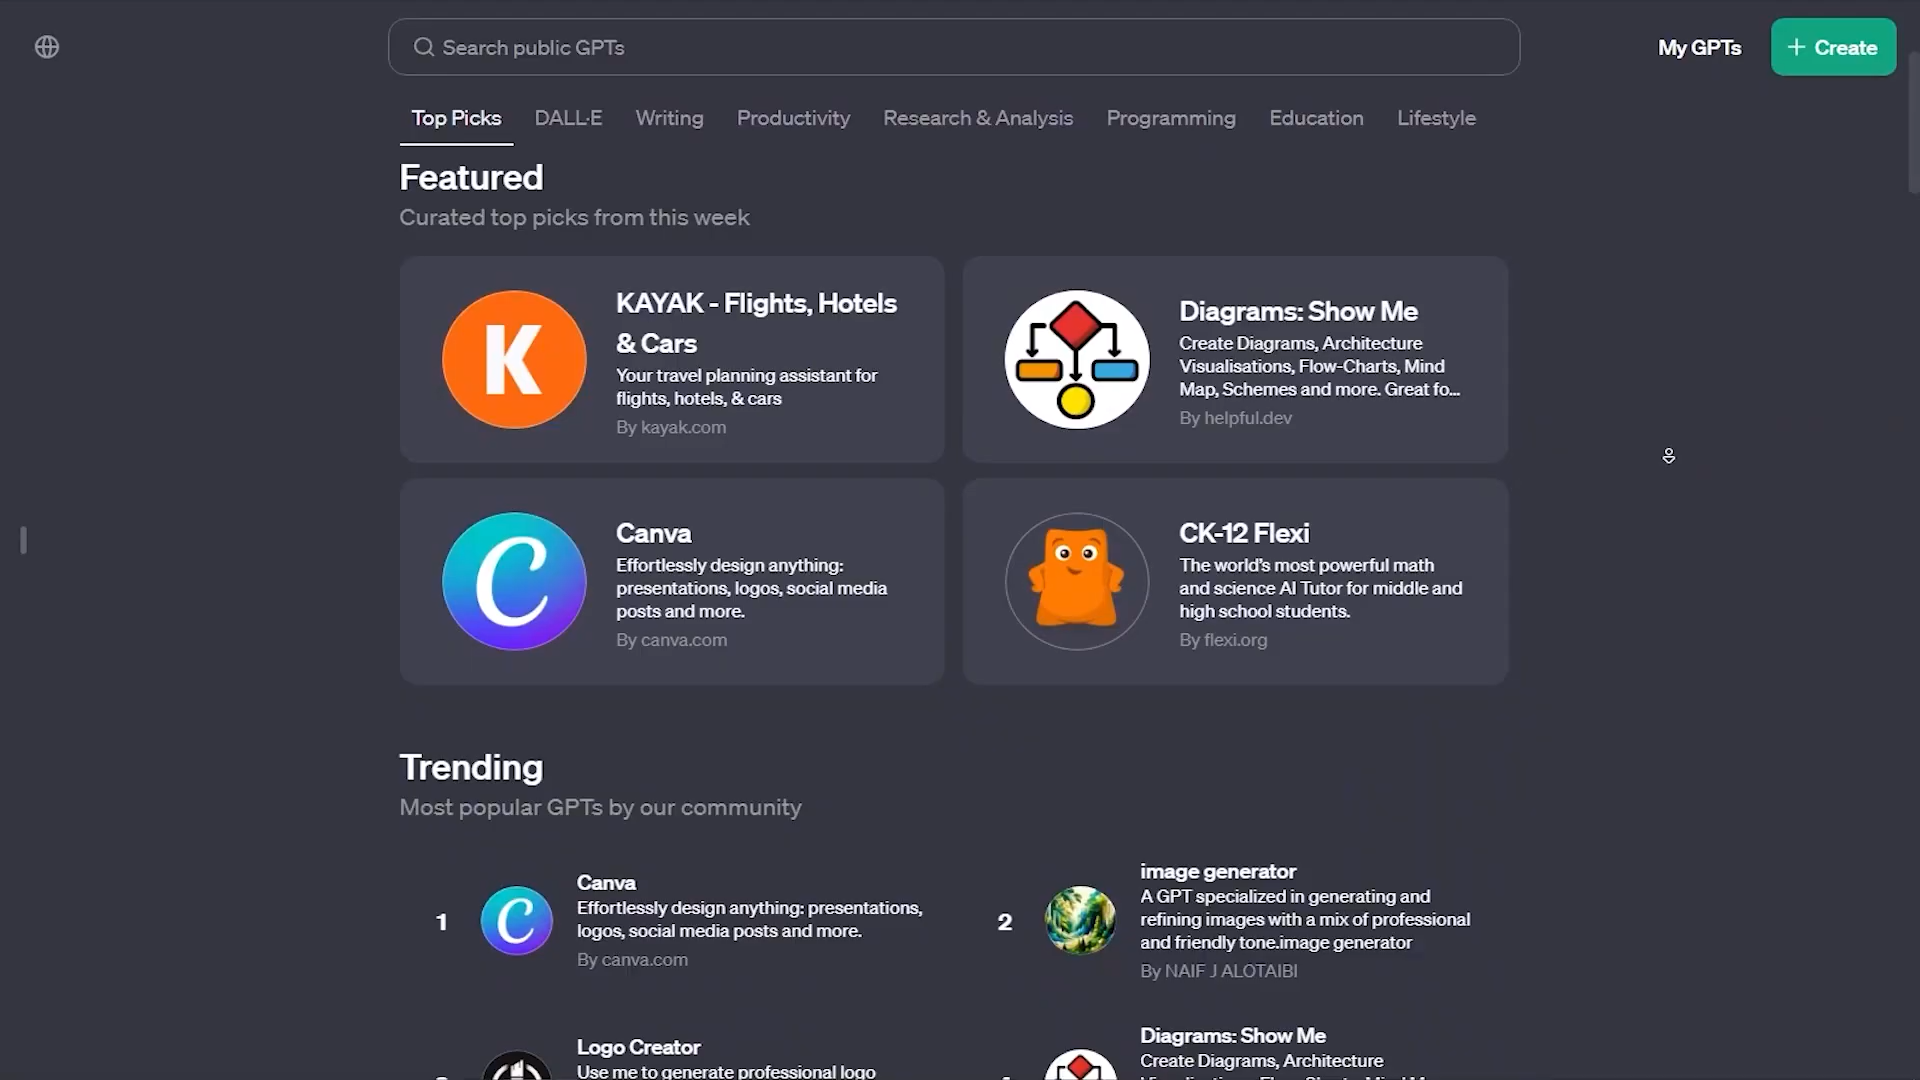 Search public GPTs
My GPTs
+ Create
Top Picks
DALL·E
Writing
Productivity
Research & Analysis
Programming
Education
Lifestyle
Featured
Curated top picks from this week
K
KAYAK - Flights, Hotels
& Cars
Your travel planning assistant for
flights, hotels, & cars
By kayak.com
Diagrams: Show Me
Create Diagrams, Architecture
Visualisations, Flow-Charts, Mind
Map, Schemes and more. Great fo...
By helpful.dev
C
Canva
Effortlessly design anything:
presentations, logos, social media
posts and more.
By canva.com
CK-12 Flexi
The world's most powerful math
and science AI Tutor for middle and
high school students.
By flexi.org
Trending
Most popular GPTs by our community
1
C
Canva
Effortlessly design anything: presentations,
logos, social media posts and more.
By canva.com
2
image generator
A GPT specialized in generating and
refining images with a mix of professional
and friendly tone.image generator
By NAIF J ALOTAIBI
Logo Creator
Use me to generate professional logo
Diagrams: Show Me
Create Diagrams, Architecture